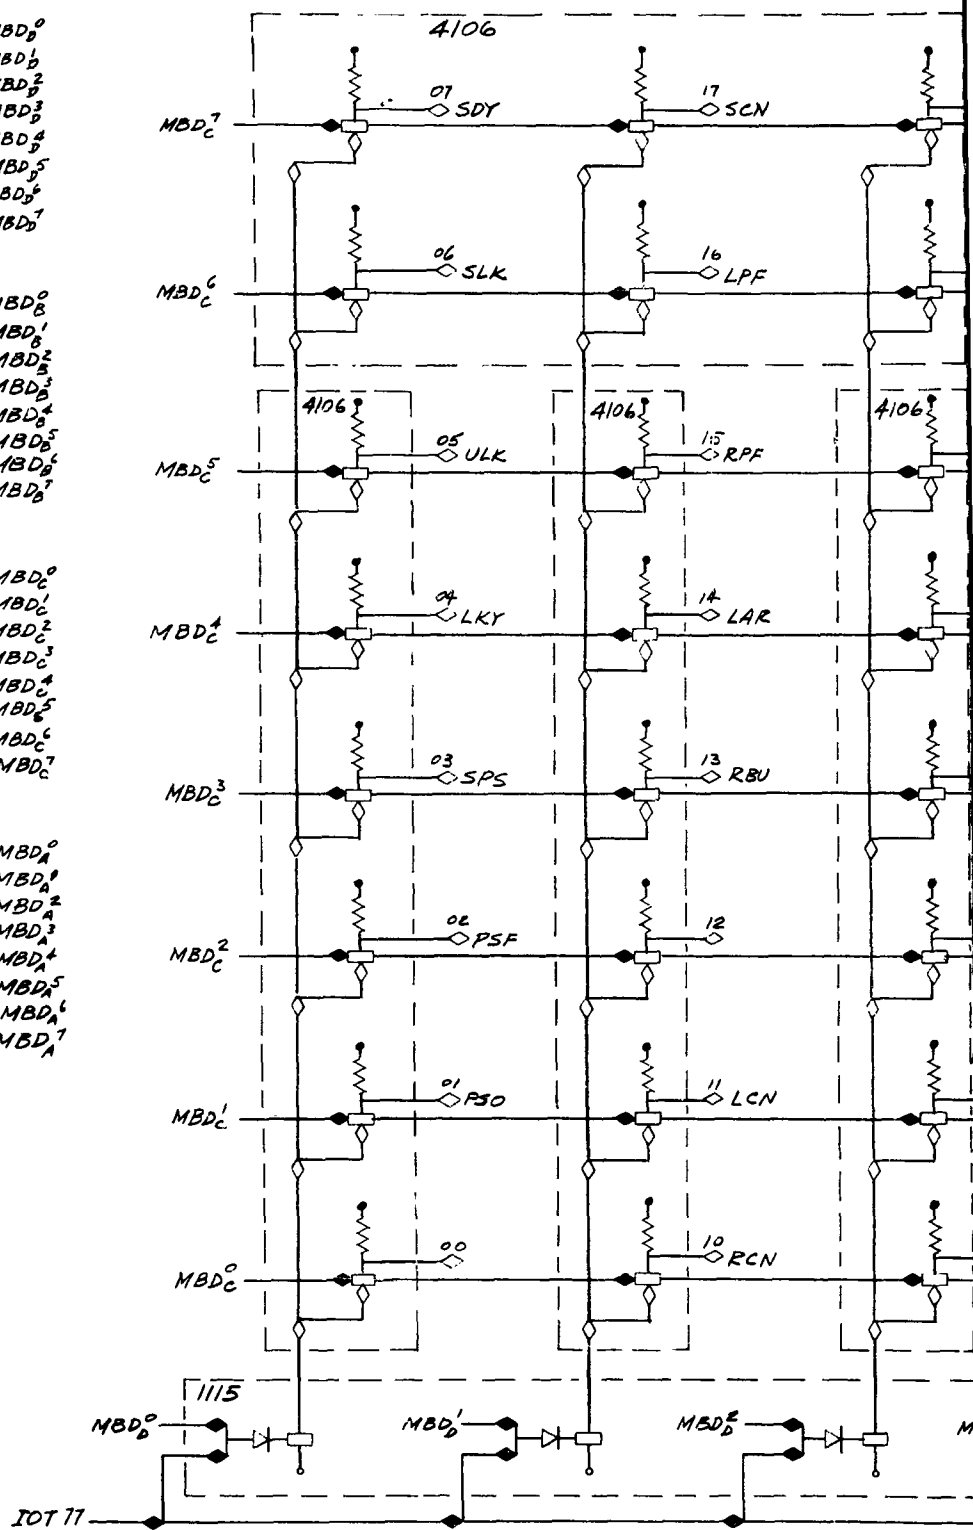 MBD_D^0
MBD_D^1
MBD_D^2
MBD_D^3
MBD_D^4
MBD_D^5
MBD_D^6
MBD_D^7
MBD_B^0
MBD_B^1
MBD_B^2
MBD_B^3
MBD_B^4
MBD_B^5
MBD_B^6
MBD_B^7
MBD_C^0
MBD_C^1
MBD_C^2
MBD_C^3
MBD_C^4
MBD_C^5
MBD_C^6
MBD_C^7
MBD_A^0
MBD_A^1
MBD_A^2
MBD_A^3
MBD_A^4
MBD_A^5
MBD_A^6
MBD_A^7
4106
MBD_C^7
07 SDY
17 SCN
MBD_C^6
06 SLK
16 LPF
4106
4106
4106
MBD_C^5
05 ULK
15 RPF
MBD_C^4
04 LKY
14 LAR
MBD_C^3
03 SPS
13 RBU
MBD_C^2
02 PSF
12
MBD_C^1
01 PSO
11 LCN
MBD_C^0
00
10 RCN
1115
MBD_D^0
MBD_D^1
MBD_D^2
M
IOT 77